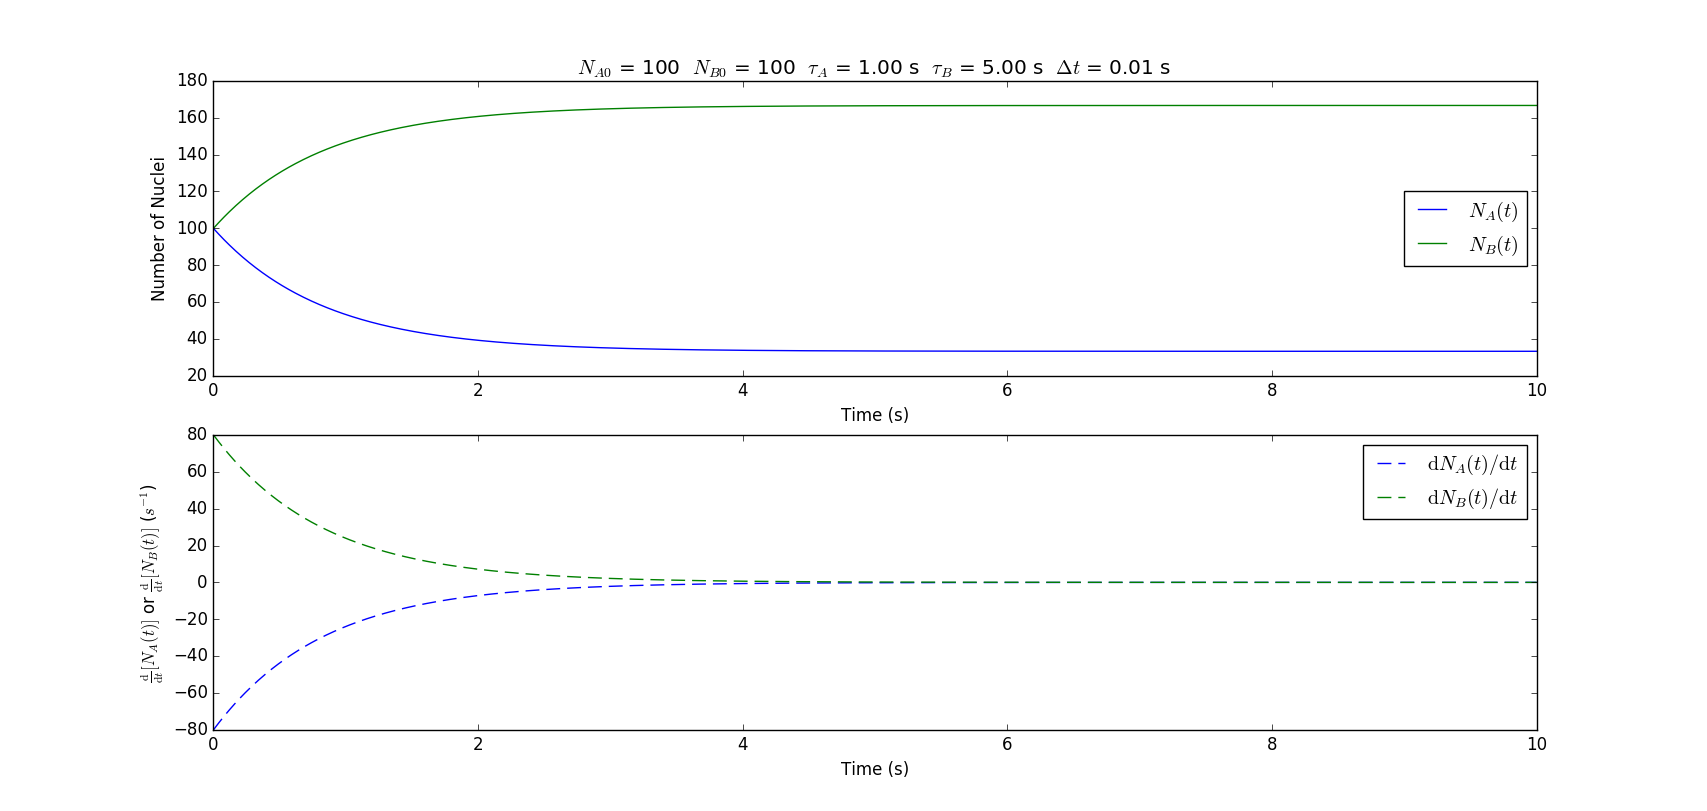 N_A0 = 100 N_B0 = 100 τ_A = 1.00 s τ_B = 5.00 s Δt = 0.01 s
180
160
140
120
100
80
60
40
20
Number of Nuclei
N_A(t)
N_B(t)
0 2 4 6 8 10
Time (s)
80
60
40
20
0
−20
−40
−60
−80
d/dt[N_A(t)] or d/dt[N_B(t)] (s⁻¹)
dN_A(t)/dt
dN_B(t)/dt
0 2 4 6 8 10
Time (s)